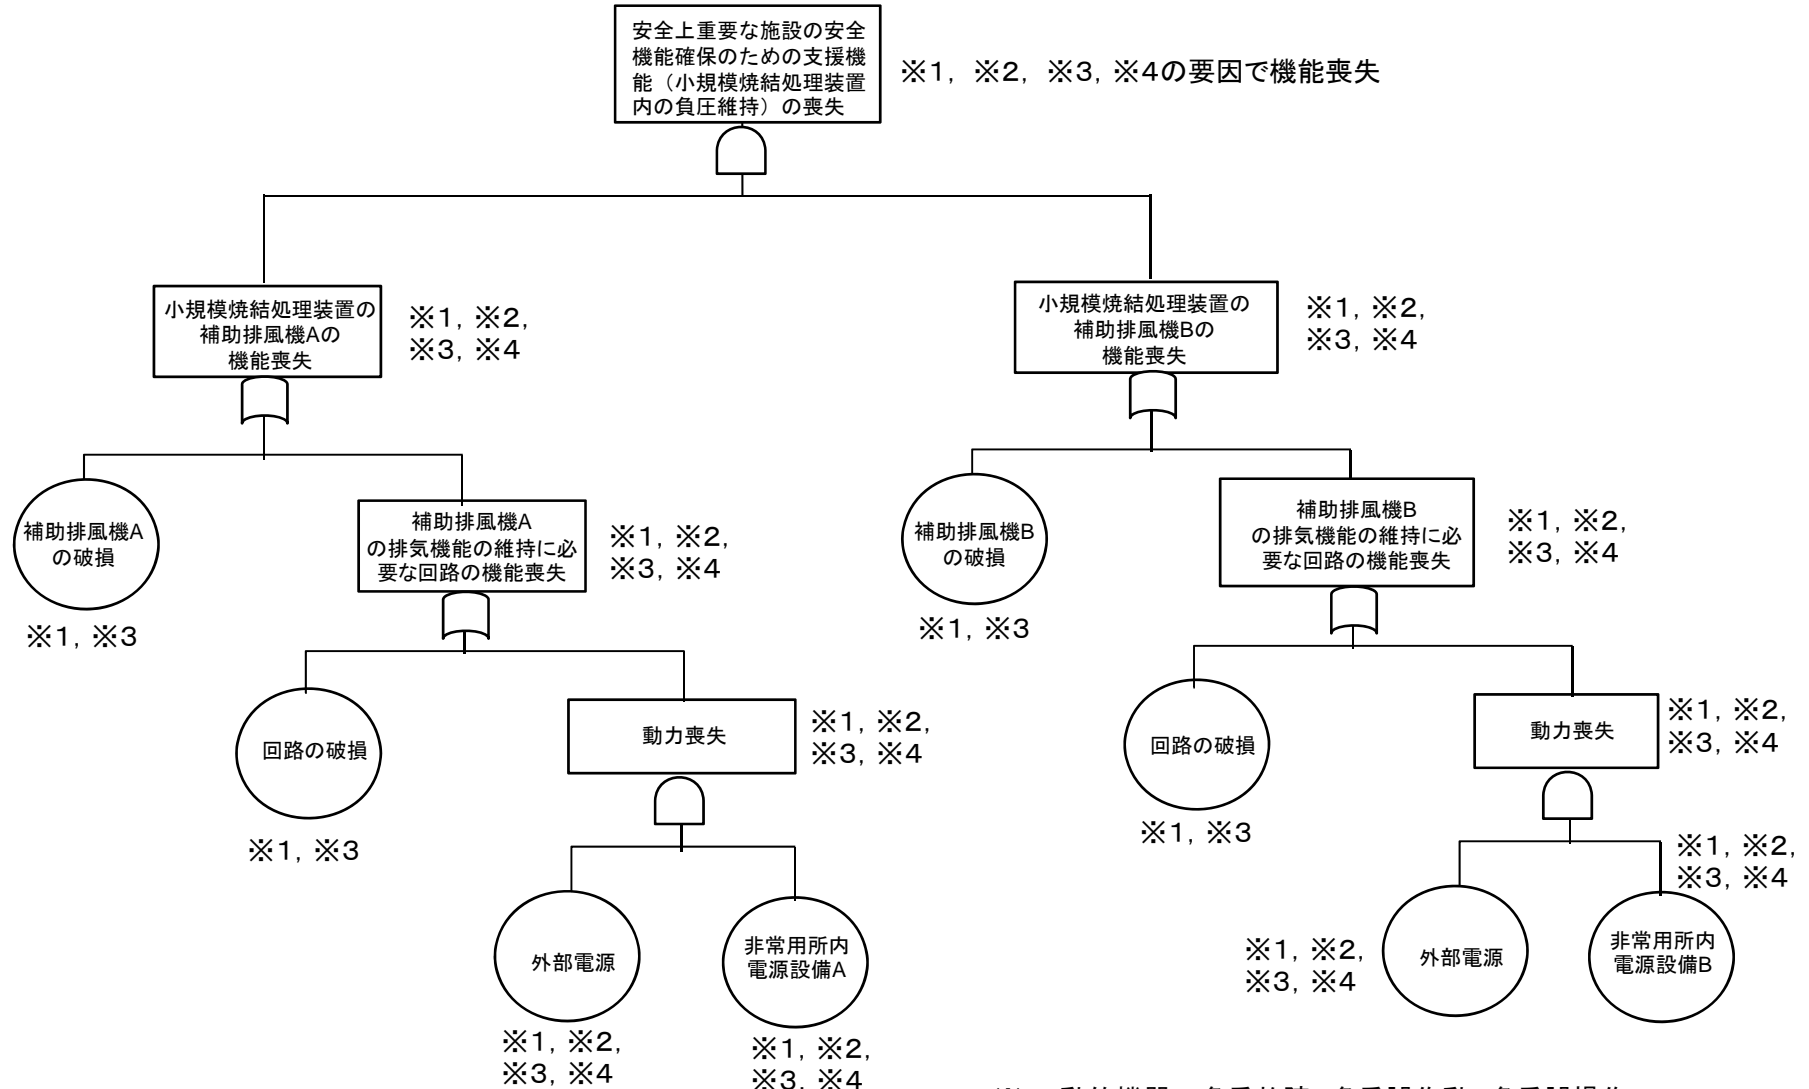 安全上重要な施設の安全
機能確保のための支援機
能（小規模焼結処理装置
内の負圧維持）の喪失
※1, ※2, ※3, ※4の要因で機能喪失
小規模焼結処理装置の
補助排風機Aの
機能喪失
※1, ※2,
※3, ※4
小規模焼結処理装置の
補助排風機Bの
機能喪失
※1, ※2,
※3, ※4
補助排風機A
の破損
※1, ※3
補助排風機A
の排気機能の維持に必
要な回路の機能喪失
※1, ※2,
※3, ※4
補助排風機B
の破損
※1, ※3
補助排風機B
の排気機能の維持に必
要な回路の機能喪失
※1, ※2,
※3, ※4
回路の破損
※1, ※3
動力喪失
※1, ※2,
※3, ※4
回路の破損
※1, ※3
動力喪失
※1, ※2,
※3, ※4
外部電源
※1, ※2,
※3, ※4
非常用所内
電源設備A
※1, ※2,
※3, ※4
外部電源
※1, ※2,
※3, ※4
非常用所内
電源設備B
※1, ※2,
※3, ※4